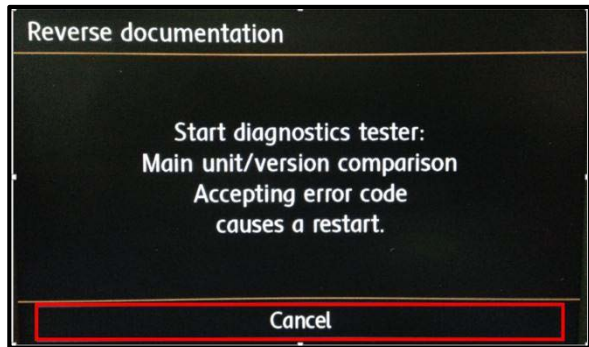 Reverse documentation
Start diagnostics tester:
Main unit/version comparison
Accepting error code
causes a restart.
Cancel